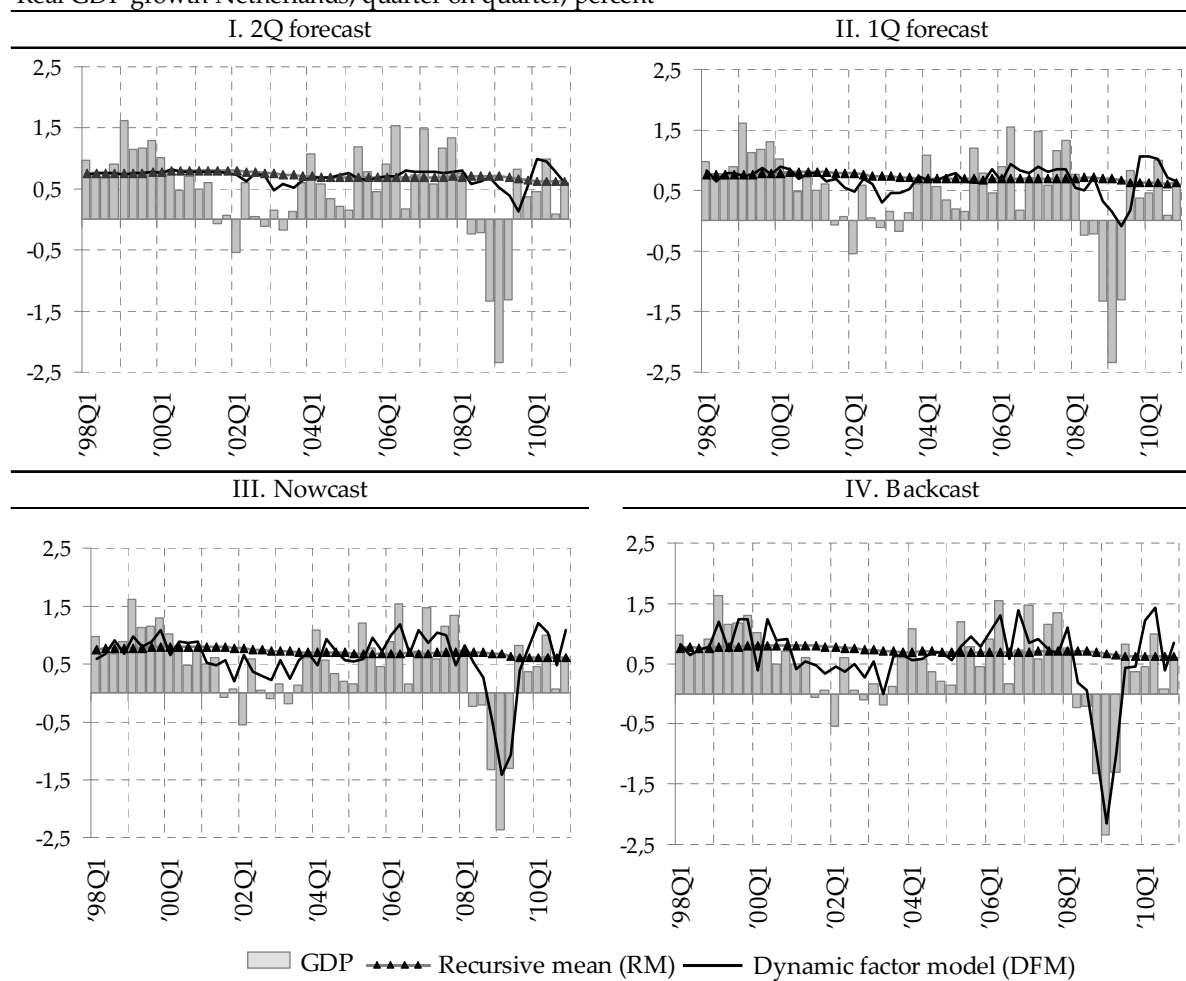 Real GDP growth Netherlands, quarter on quarter, percent
I. 2Q forecast
II. 1Q forecast
2,5
1,5
0,5
-0,5
-1,5
-2,5
'98Q1
'00Q1
'02Q1
'04Q1
'06Q1
'08Q1
'10Q1
2,5
1,5
0,5
-0,5
-1,5
-2,5
'98Q1
'00Q1
'02Q1
'04Q1
'06Q1
'08Q1
'10Q1
III. Nowcast
IV. Backcast
2,5
1,5
0,5
-0,5
-1,5
-2,5
'98Q1
'00Q1
'02Q1
'04Q1
'06Q1
'08Q1
'10Q1
2,5
1,5
0,5
-0,5
-1,5
-2,5
'98Q1
'00Q1
'02Q1
'04Q1
'06Q1
'08Q1
'10Q1
GDP Recursive mean (RM) Dynamic factor model (DFM)